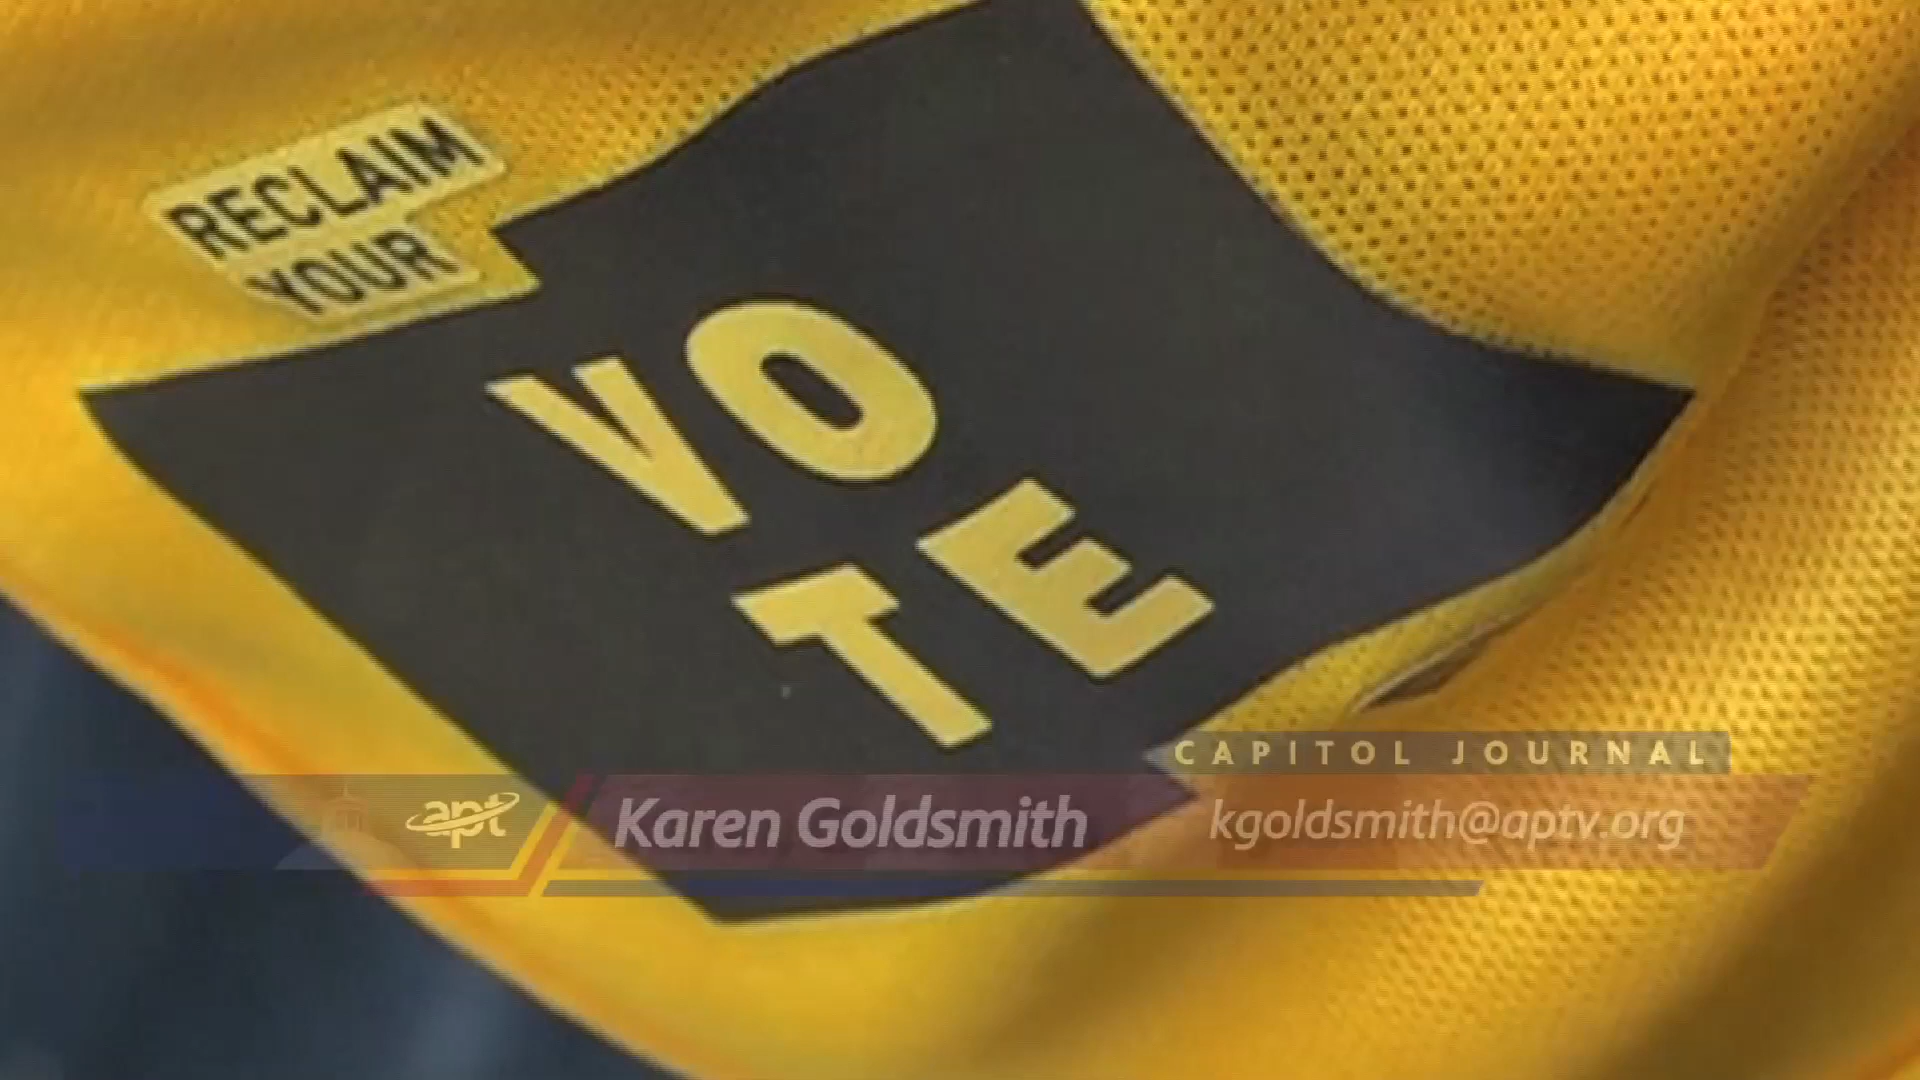 RECLAIM
YOUR
VOTE
CAPITOL JOURNAL
apt
Karen Goldsmith
kgoldsmith@aptv.org